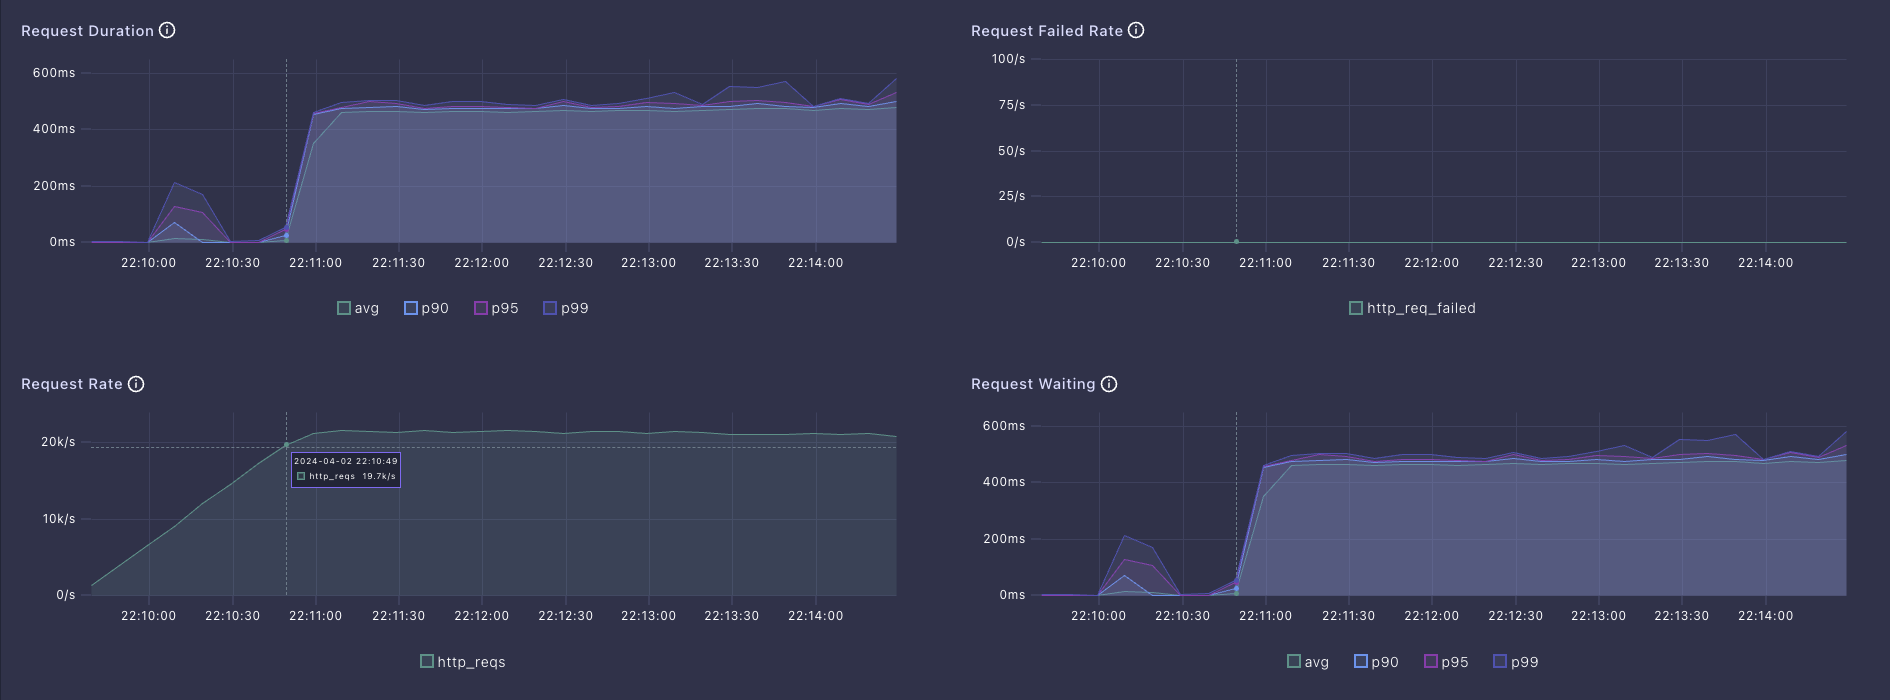 Request Duration
600ms
400ms
200ms
0ms
22:10:00 22:10:30 22:11:00 22:11:30 22:12:00 22:12:30 22:13:00 22:13:30 22:14:00
avg p90 p95 p99
Request Failed Rate
100/s
75/s
50/s
25/s
0/s
22:10:00 22:10:30 22:11:00 22:11:30 22:12:00 22:12:30 22:13:00 22:13:30 22:14:00
http_req_failed
Request Rate
20k/s
10k/s
0/s
2024-04-02 22:10:49
http_reqs 19.7k/s
22:10:00 22:10:30 22:11:00 22:11:30 22:12:00 22:12:30 22:13:00 22:13:30 22:14:00
http_reqs
Request Waiting
600ms
400ms
200ms
0ms
22:10:00 22:10:30 22:11:00 22:11:30 22:12:00 22:12:30 22:13:00 22:13:30 22:14:00
avg p90 p95 p99